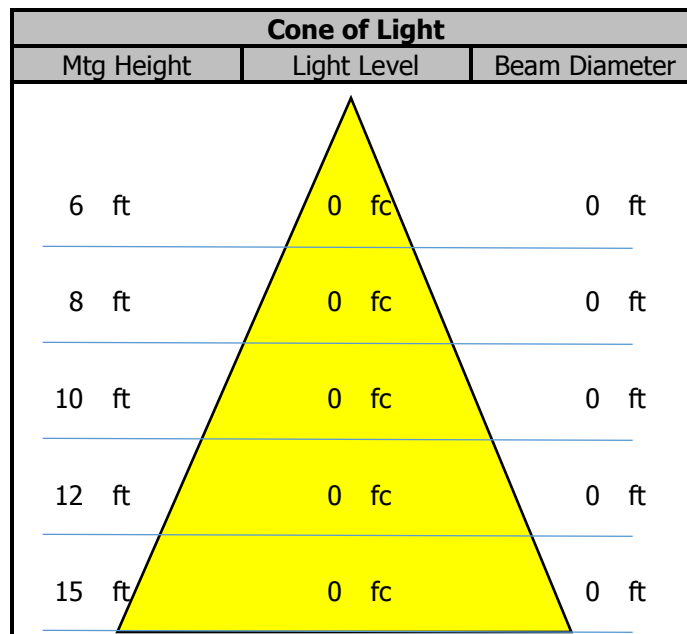 Cone of Light
Mtg Height Light Level Beam Diameter
6 ft 0 fc 0 ft
8 ft 0 fc 0 ft
10 ft 0 fc 0 ft
12 ft 0 fc 0 ft
15 ft 0 fc 0 ft